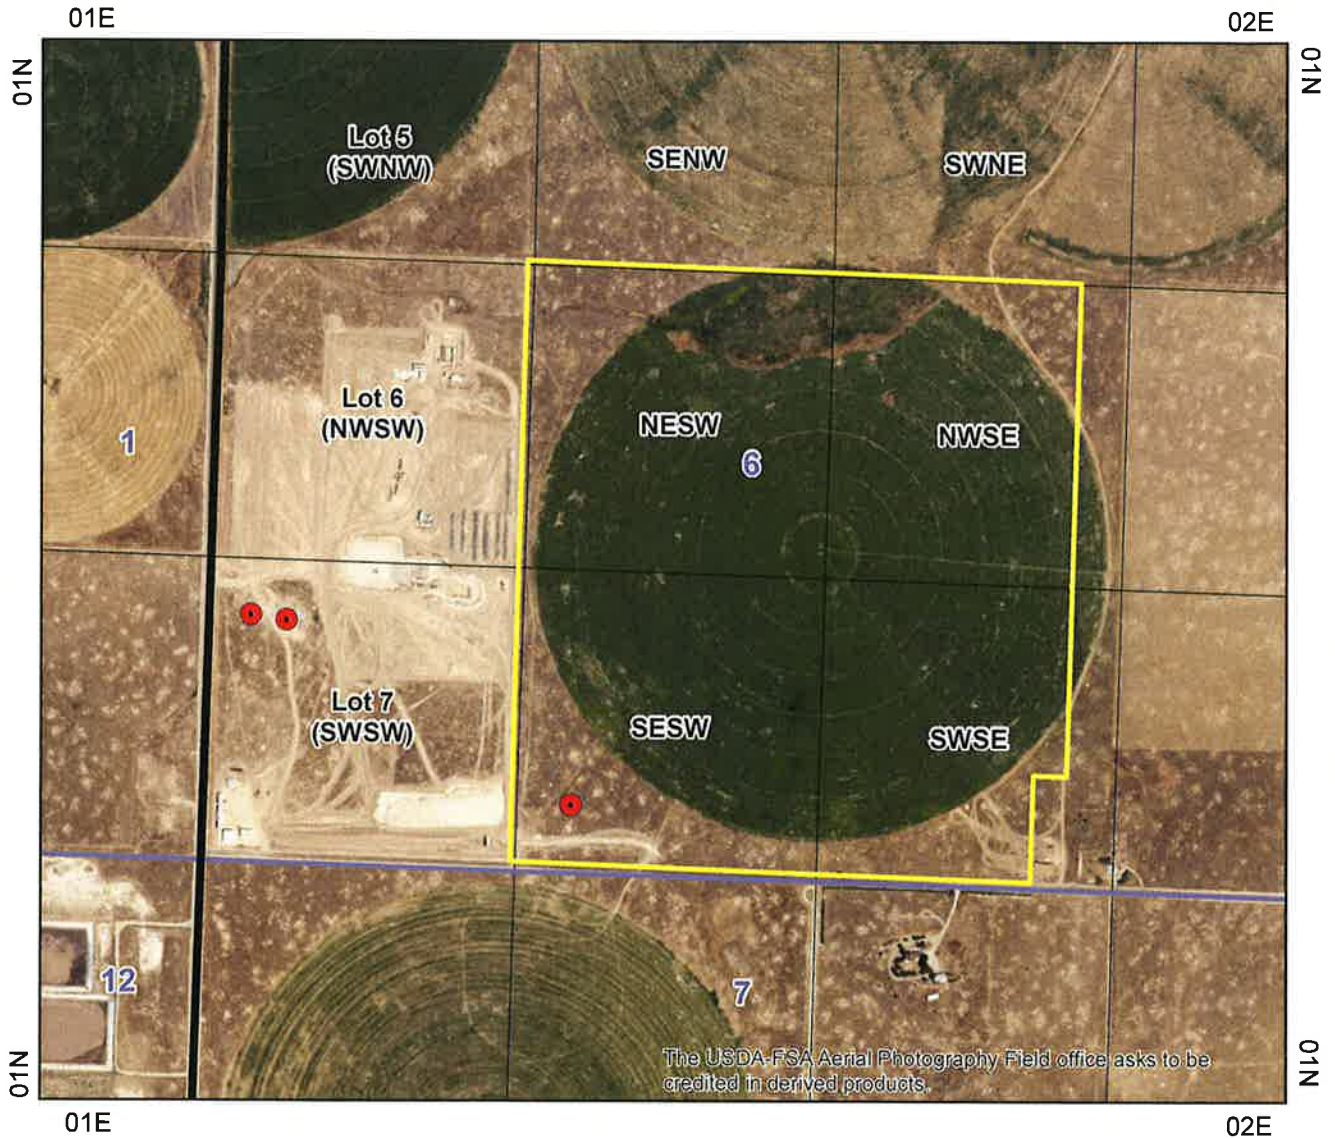 01E
02E
01N
01N
Lot 5
(SWNW)
SENW
SWNE
Lot 6
(NWSW)
NESW
NWSE
1
6
Lot 7
(SWSW)
SESW
SWSE
12
7
The USDA-FSA Aerial Photography Field office asks to be
credited in derived products.
01N
01N
01E
02E